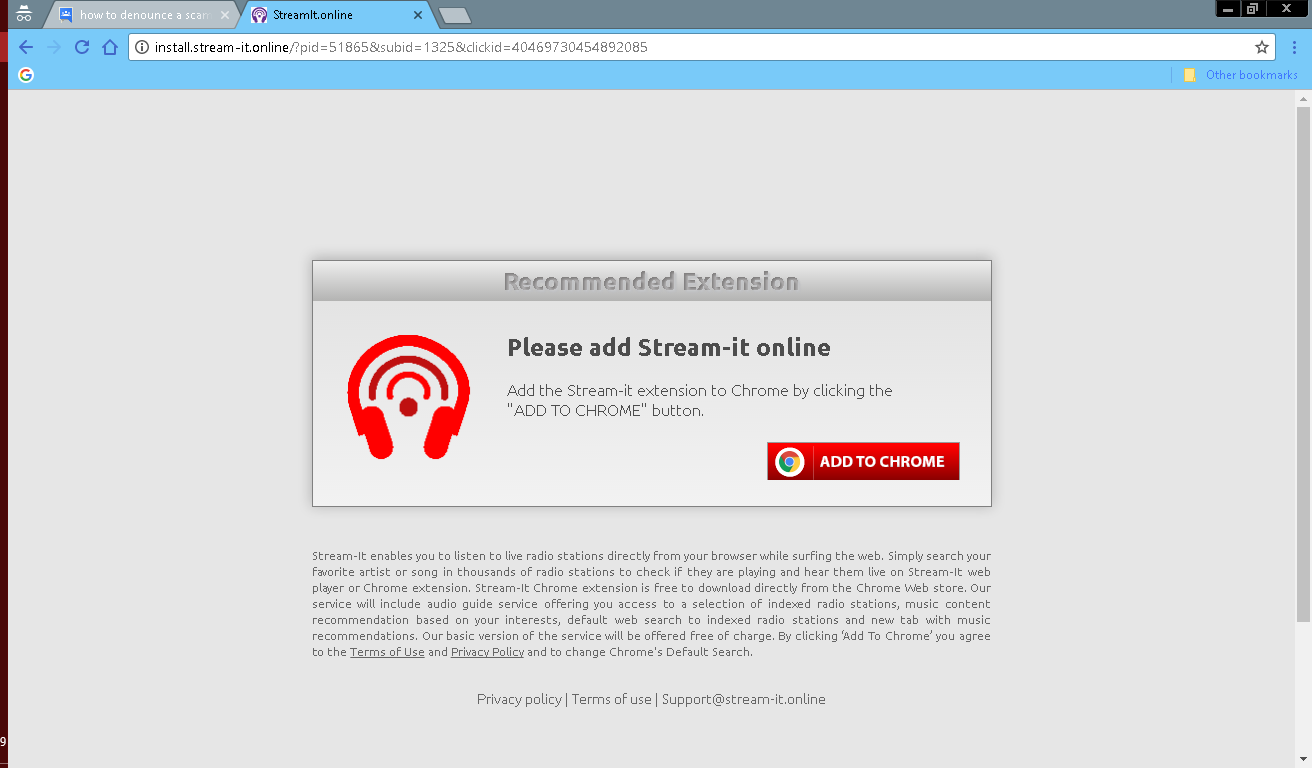 how to denounce a scam
StreamIt.online
install.stream-it.online/?pid=51865&subid=1325&clickid=40469730454892085
Other bookmarks
Recommended Extension
Please add Stream-it online
Add the Stream-it extension to Chrome by clicking the
"ADD TO CHROME" button.
ADD TO CHROME
Stream-It enables you to listen to live radio stations directly from your browser while surfing the web. Simply search your
favorite artist or song in thousands of radio stations to check if they are playing and hear them live on Stream-It web
player or Chrome extension. Stream-It Chrome extension is free to download directly from the Chrome Web store. Our
service will include audio guide service offering you access to a selection of indexed radio stations, music content
recommendation based on your interests, default web search to indexed radio stations and new tab with music
recommendations. Our basic version of the service will be offered free of charge. By clicking ‘Add To Chrome’ you agree
to the Terms of Use and Privacy Policy and to change Chrome's Default Search.
Privacy policy | Terms of use | Support@stream-it.online
9